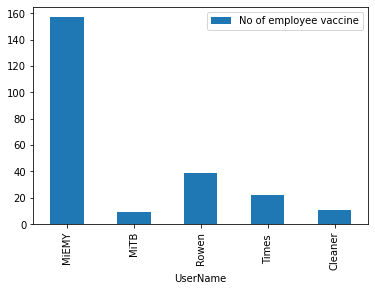 160
140
120
100
80
60
40
20
0
No of employee vaccine
MiEMY
MiTB
Rowen
Times
Cleaner
UserName